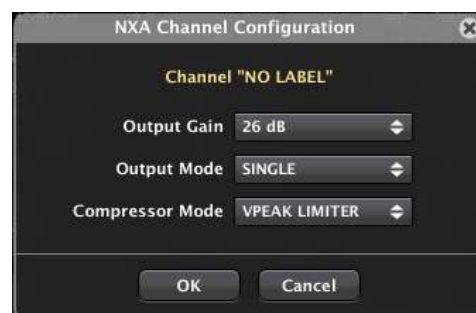 NXA Channel Configuration
Channel "NO LABEL"
Output Gain 26 dB
Output Mode SINGLE
Compressor Mode VPEAK LIMITER
OK Cancel